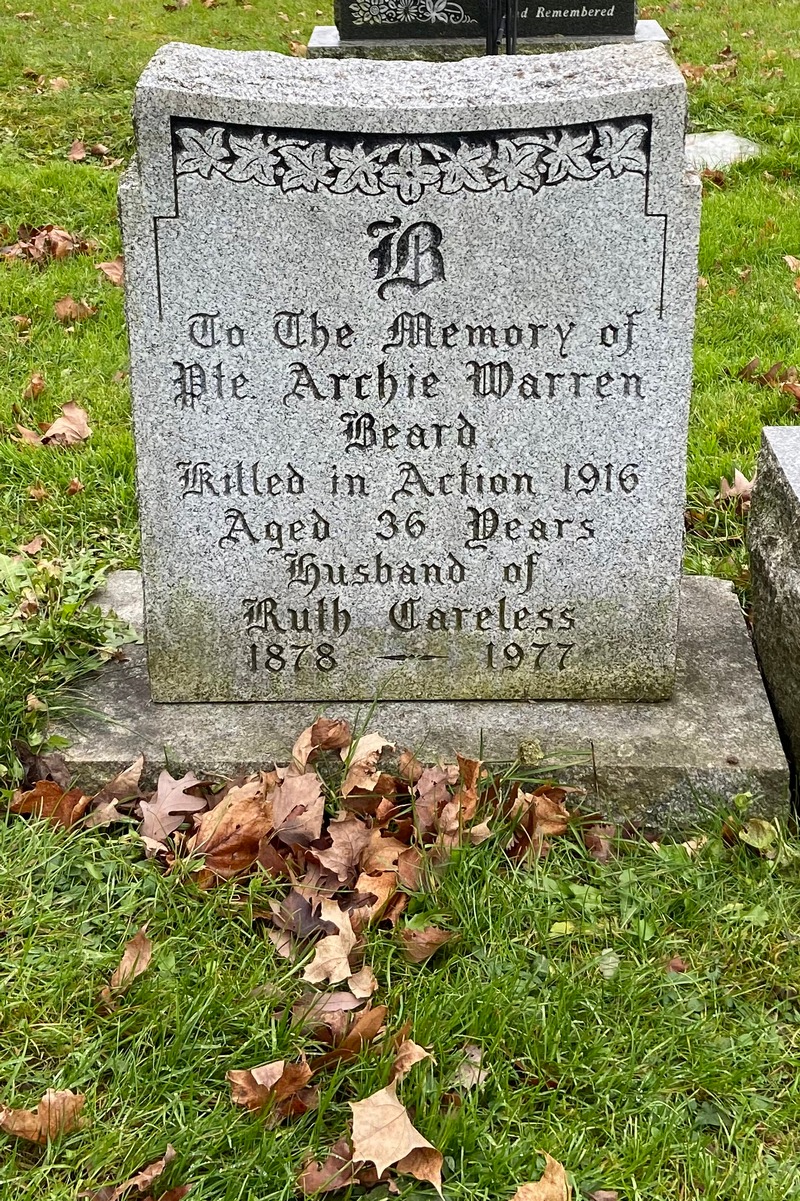 nd Remembered
B
To The Memory of
Pte. Archie Warren
Beard
Killed in Action 1916
Aged 36 Years
Husband of
Ruth Careless
1878 — 1977